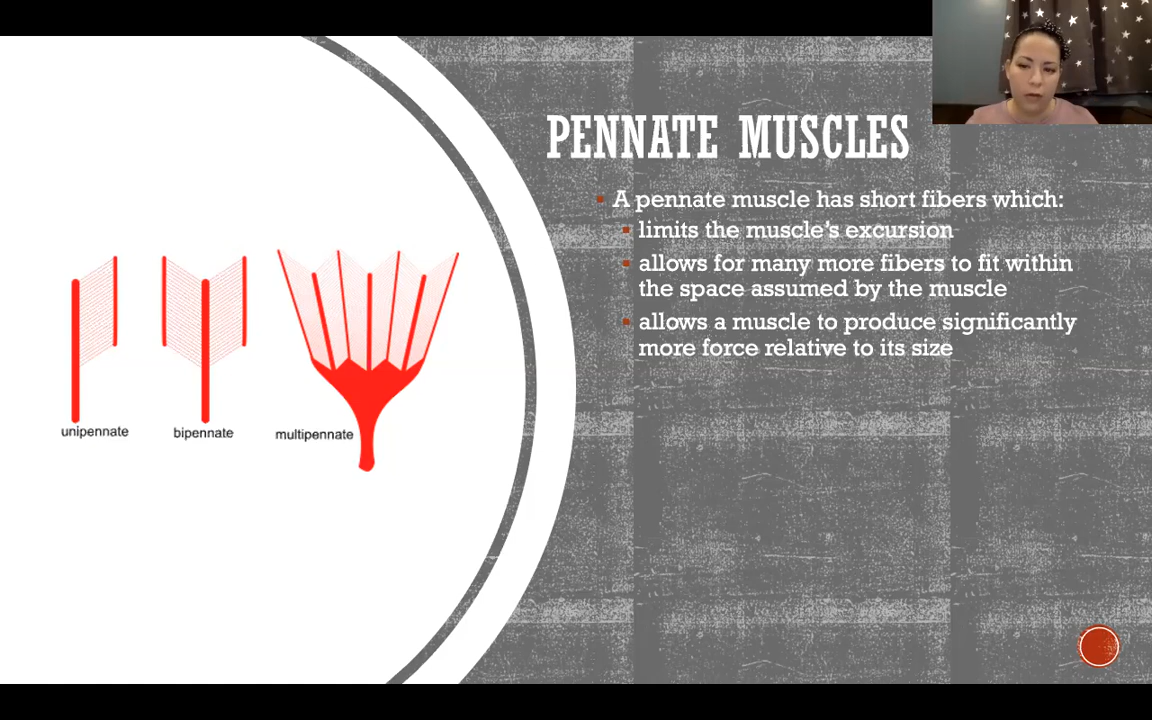 PENNATE MUSCLES
A pennate muscle has short fibers which:
limits the muscle's excursion
allows for many more fibers to fit within
the space assumed by the muscle
allows a muscle to produce significantly
more force relative to its size
unipennate
bipennate
multipennate